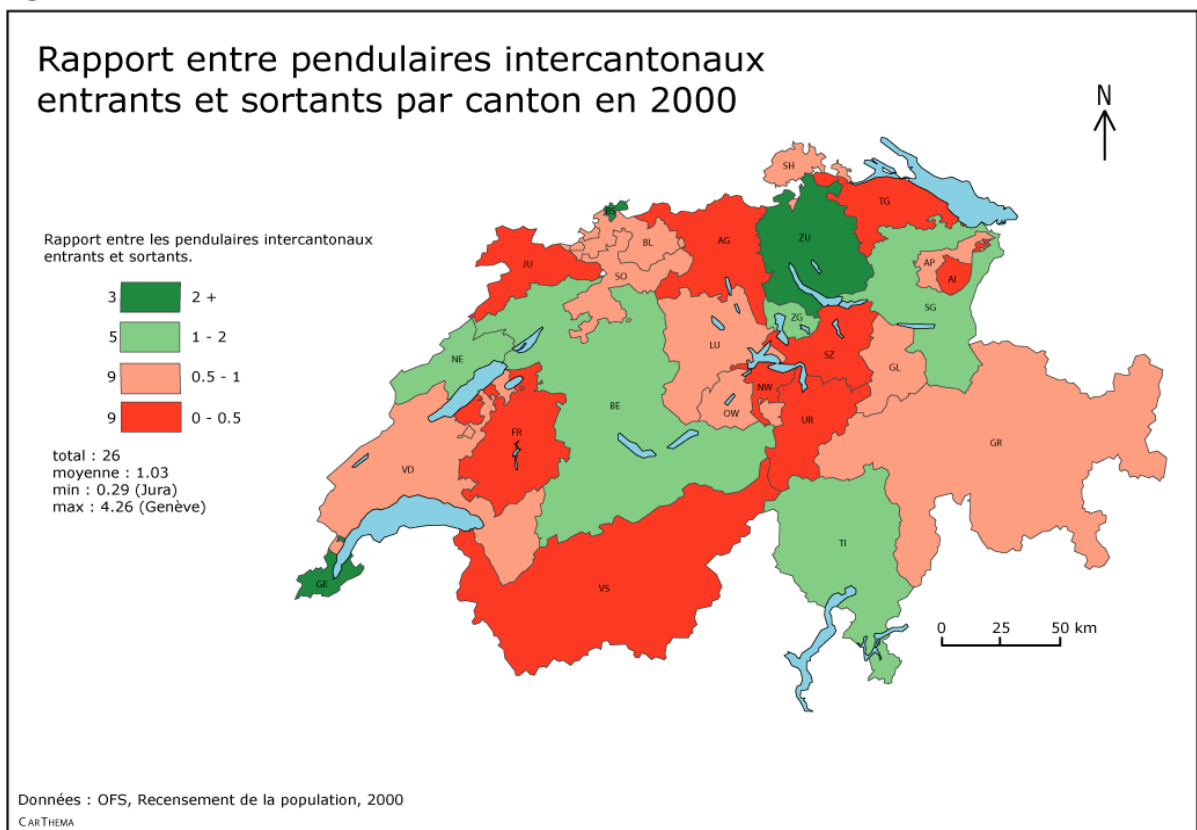 Rapport entre pendulaires intercantonaux
entrants et sortants par canton en 2000
N
Rapport entre les pendulaires intercantonaux
entrants et sortants.
3 2 +
5 1 - 2
9 0.5 - 1
9 0 - 0.5
total : 26
moyenne : 1.03
min : 0.29 (Jura)
max : 4.26 (Genève)
SH
BS
TG
BL
AG
ZU
JU
SO
AP
AI
ZG
SG
NE
LU
SZ
GL
NW
OW
BE
UR
FR
GR
VD
TI
GE
VS
0 25 50 km
Données : OFS, Recensement de la population, 2000
CARTHEMA